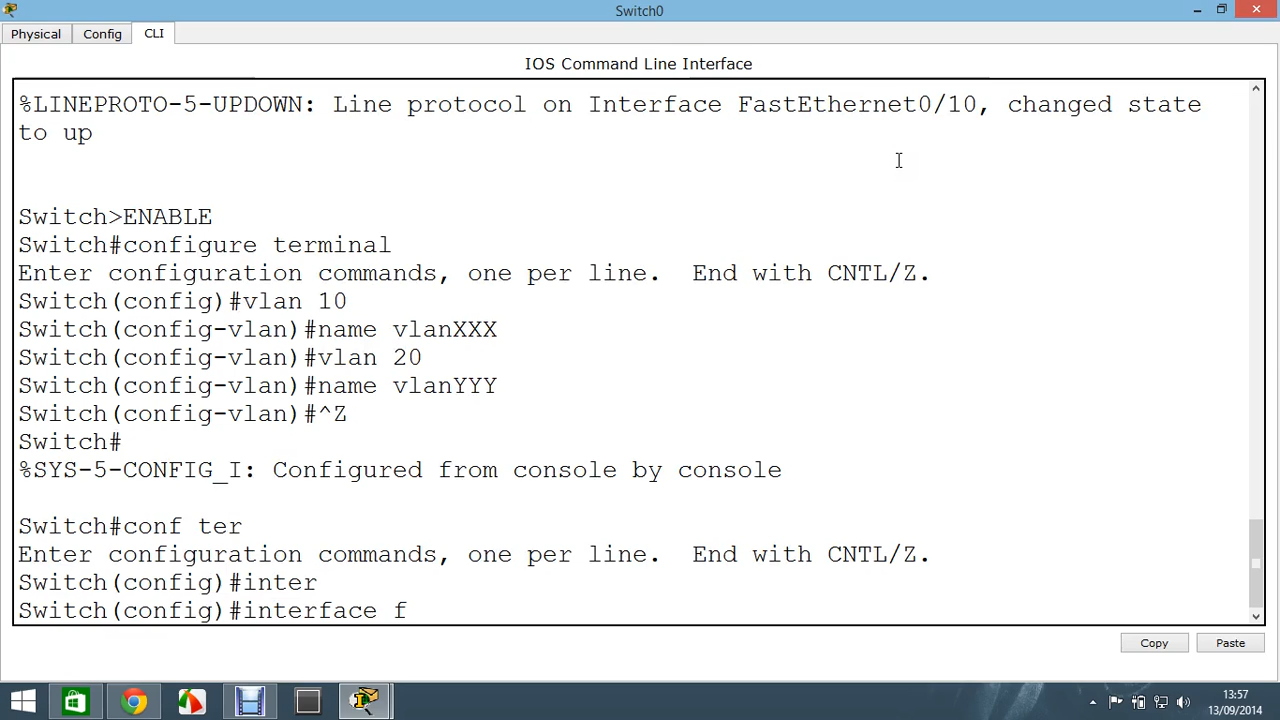 Switch0
Physical
Config
CLI
IOS Command Line Interface
%LINEPROTO-5-UPDOWN: Line protocol on Interface FastEthernet0/10, changed state
to up
Switch>ENABLE
Switch#configure terminal
Enter configuration commands, one per line.  End with CNTL/Z.
Switch(config)#vlan 10
Switch(config-vlan)#name vlanXXX
Switch(config-vlan)#vlan 20
Switch(config-vlan)#name vlanYYY
Switch(config-vlan)#^Z
Switch#
%SYS-5-CONFIG_I: Configured from console by console
Switch#conf ter
Enter configuration commands, one per line.  End with CNTL/Z.
Switch(config)#inter
Switch(config)#interface f
Copy
Paste
13:57
13/09/2014